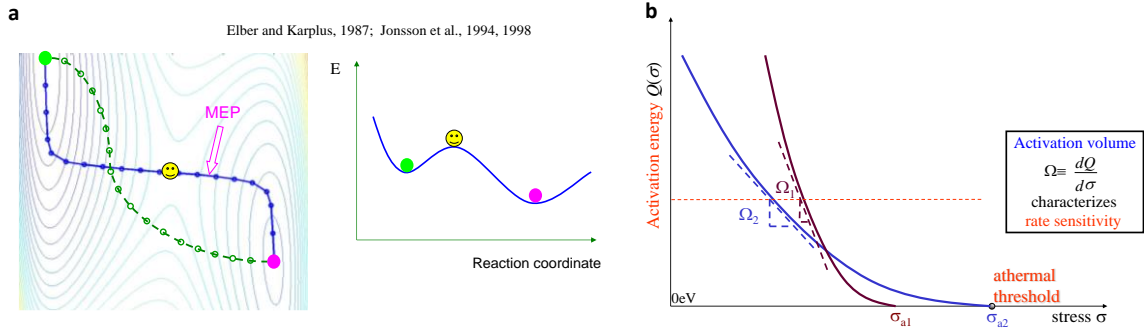 a
Elber and Karplus, 1987; Jonsson et al., 1994, 1998
MEP
E
Reaction coordinate
b
Activation energy Q(σ)
Ω1
Ω2
0eV
σa1
σa2
athermal
threshold
stress σ
Activation volume
Ω≡ dQ
dσ
characterizes
rate sensitivity